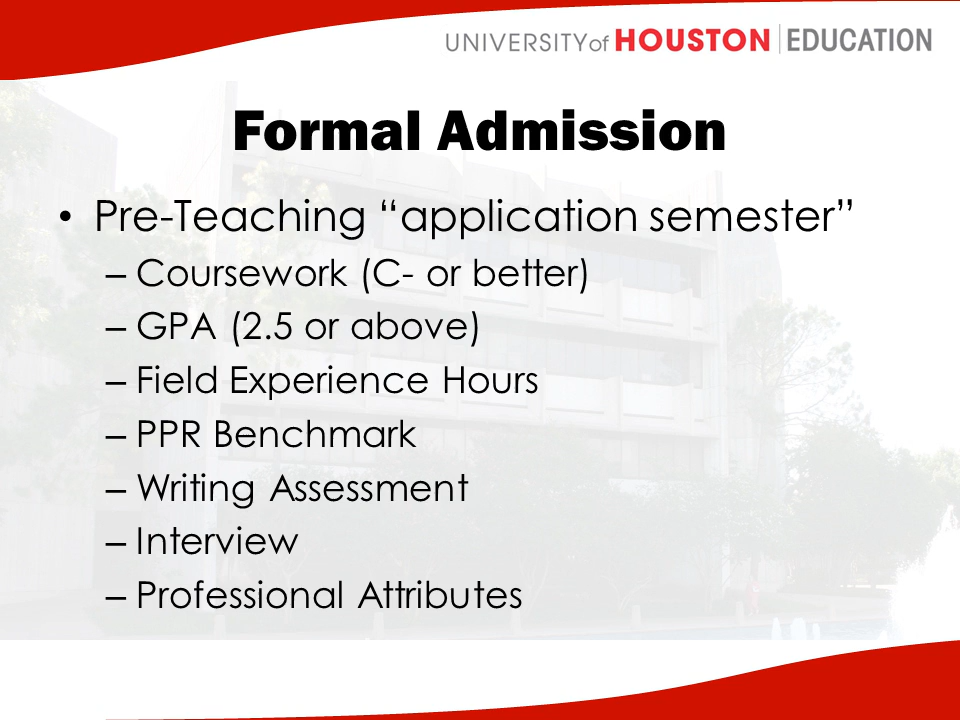 UNIVERSITY of HOUSTON | EDUCATION
Formal Admission
• Pre-Teaching “application semester”
– Coursework (C- or better)
– GPA (2.5 or above)
– Field Experience Hours
– PPR Benchmark
– Writing Assessment
– Interview
– Professional Attributes